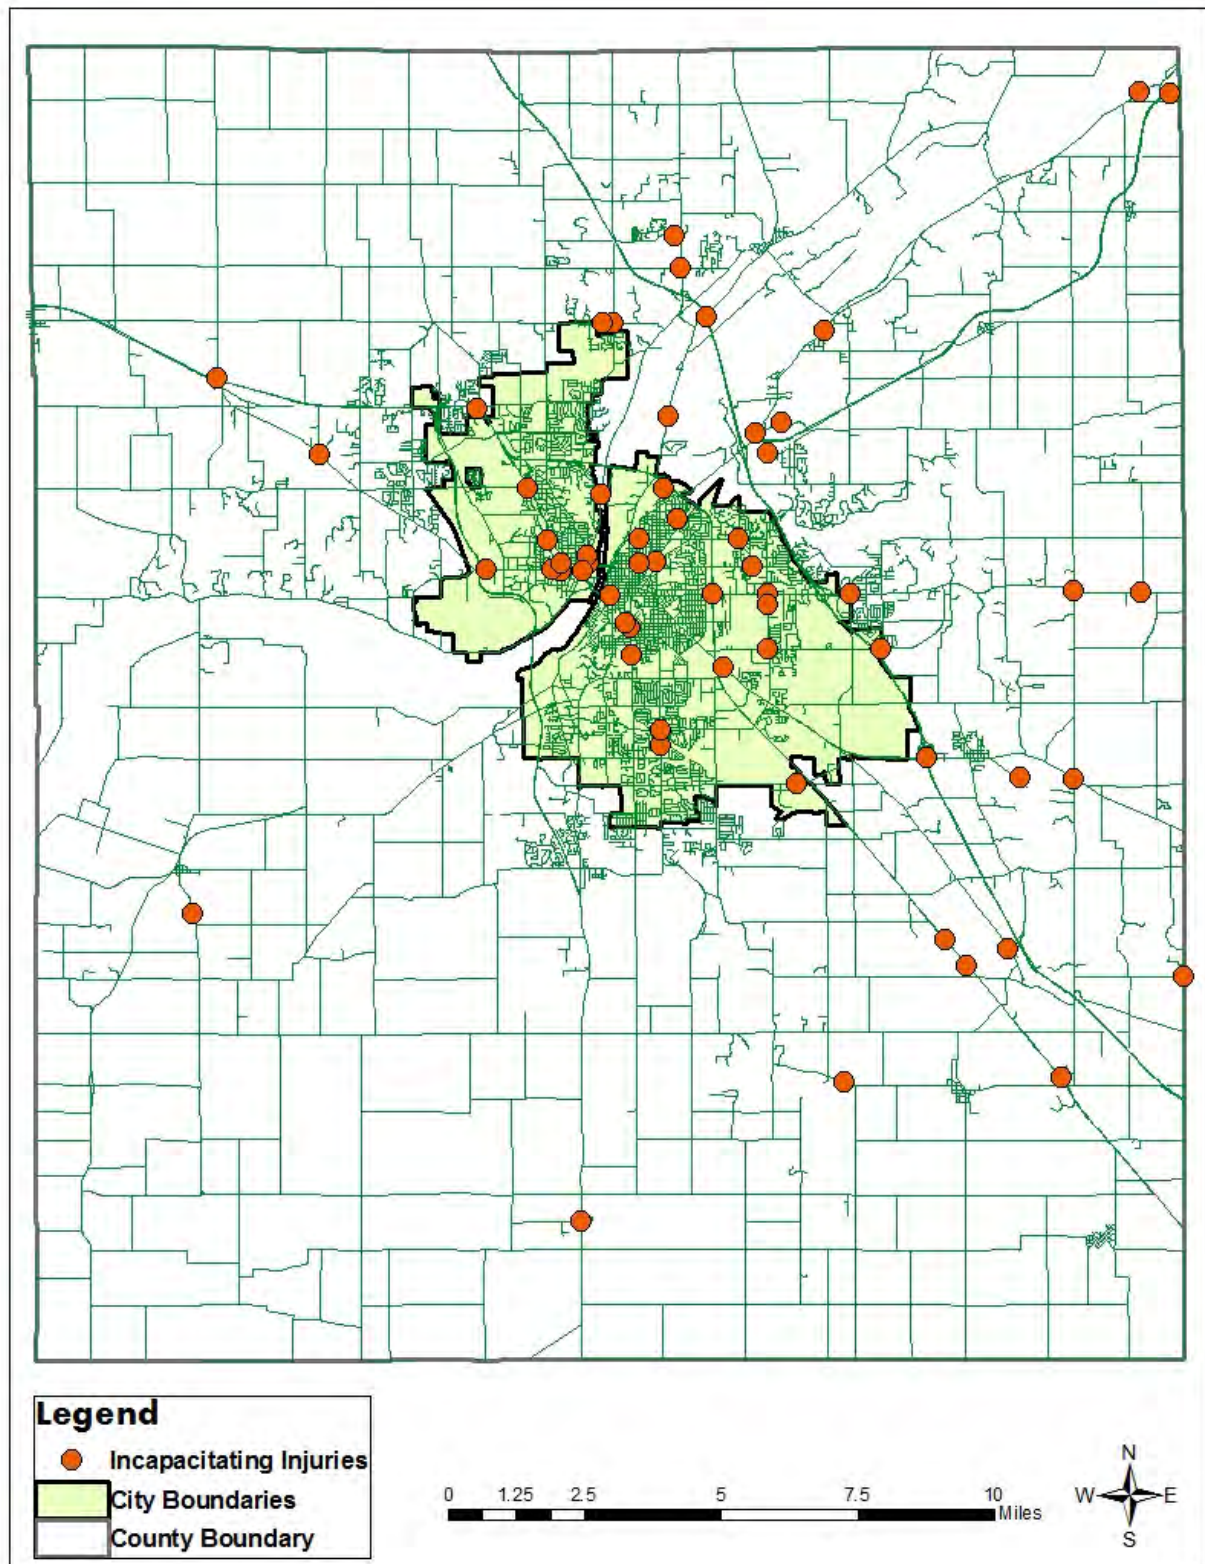 Legend
Incapacitating Injuries
City Boundaries
County Boundary
0 1.25 2.5 5 7.5 10
Miles
N
W E
S